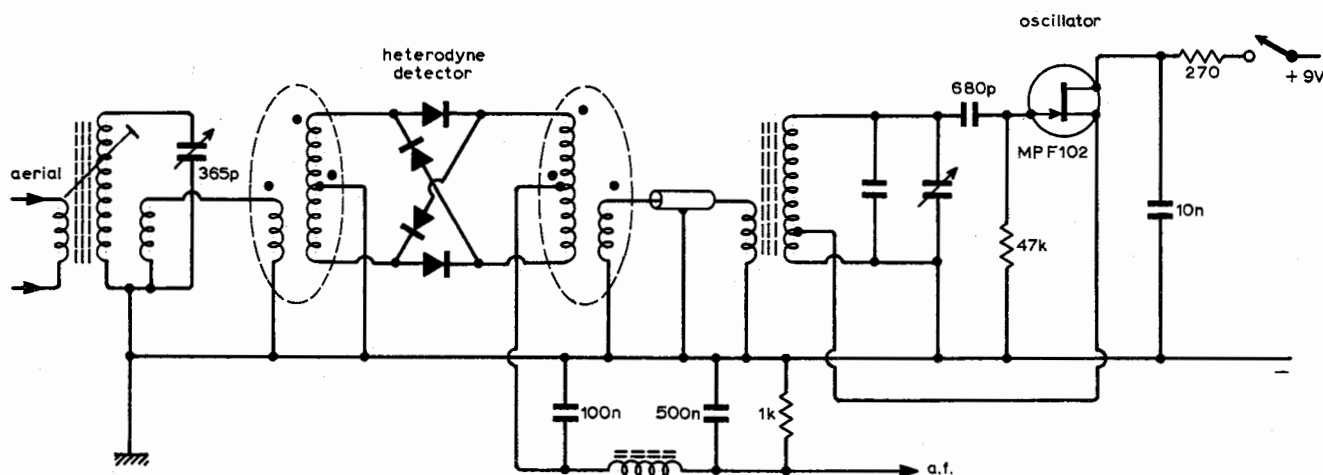 oscillator
heterodyne
detector
270
+ 9V
680p
MPF102
aerial
365p
10n
47k
100n
500n
1k
a.f.
−